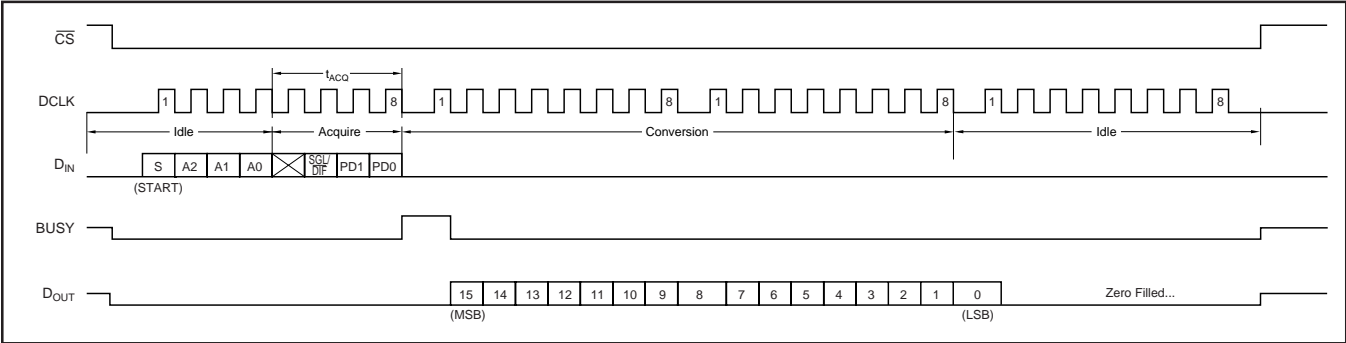 CS
tACQ
DCLK 1 8 1 8 1 8 1 8
Idle Acquire Conversion Idle
DIN S A2 A1 A0 SGL/DIF PD1 PD0
(START)
BUSY
DOUT 15 14 13 12 11 10 9 8 7 6 5 4 3 2 1 0 Zero Filled...
(MSB) (LSB)